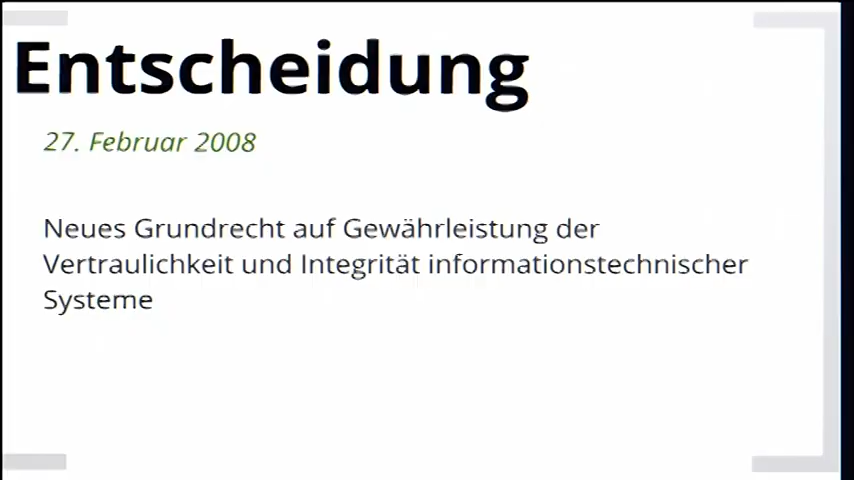 Entscheidung
27. Februar 2008
Neues Grundrecht auf Gewährleistung der
Vertraulichkeit und Integrität informationstechnischer
Systeme